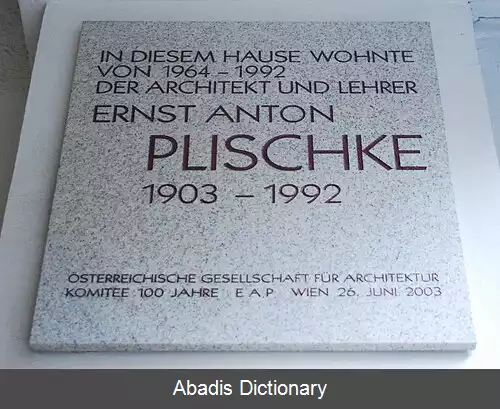 IN DIESEM HAUSE WOHNTE
VON 1964 – 1992
DER ARCHITEKT UND LEHRER
ERNST ANTON
PLISCHKE
1903 – 1992
ÖSTERREICHISCHE GESELLSCHAFT FÜR ARCHITEKTUR
KOMITEE 100 JAHRE E A P WIEN 26. JUNI 2003
Abadis Dictionary